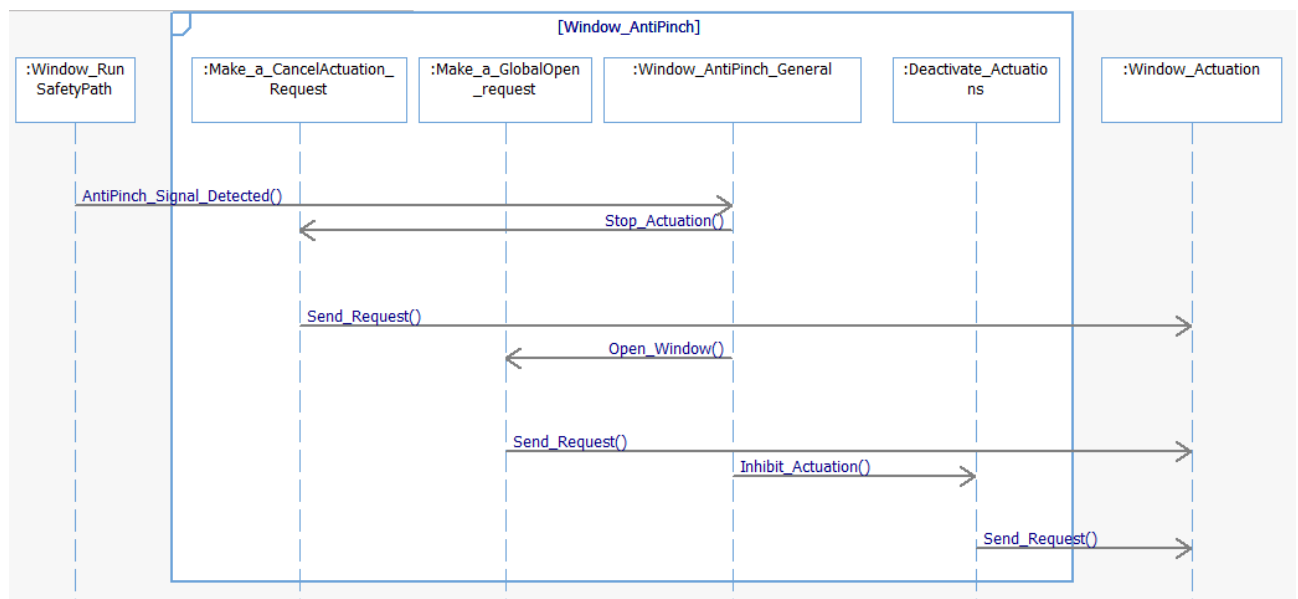 [Window_AntiPinch]
:Window_Run
SafetyPath
:Make_a_CancelActuation_
Request
:Make_a_GlobalOpen
_request
:Window_AntiPinch_General
:Deactivate_Actuatio
ns
:Window_Actuation
AntiPinch_Signal_Detected()
Stop_Actuation()
Send_Request()
Open_Window()
Send_Request()
Inhibit_Actuation()
Send_Request()